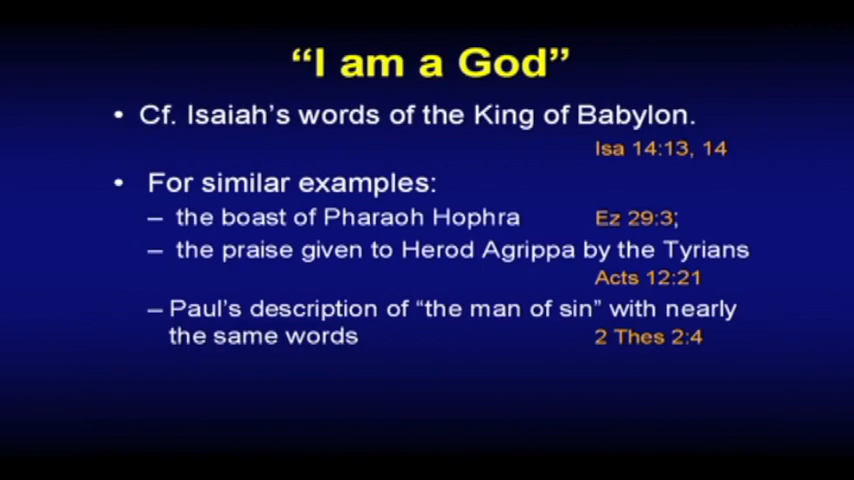 “I am a God”
• Cf. Isaiah’s words of the King of Babylon.
Isa 14:13, 14
• For similar examples:
– the boast of Pharaoh Hophra Ez 29:3;
– the praise given to Herod Agrippa by the Tyrians
Acts 12:21
– Paul’s description of “the man of sin” with nearly
the same words 2 Thes 2:4